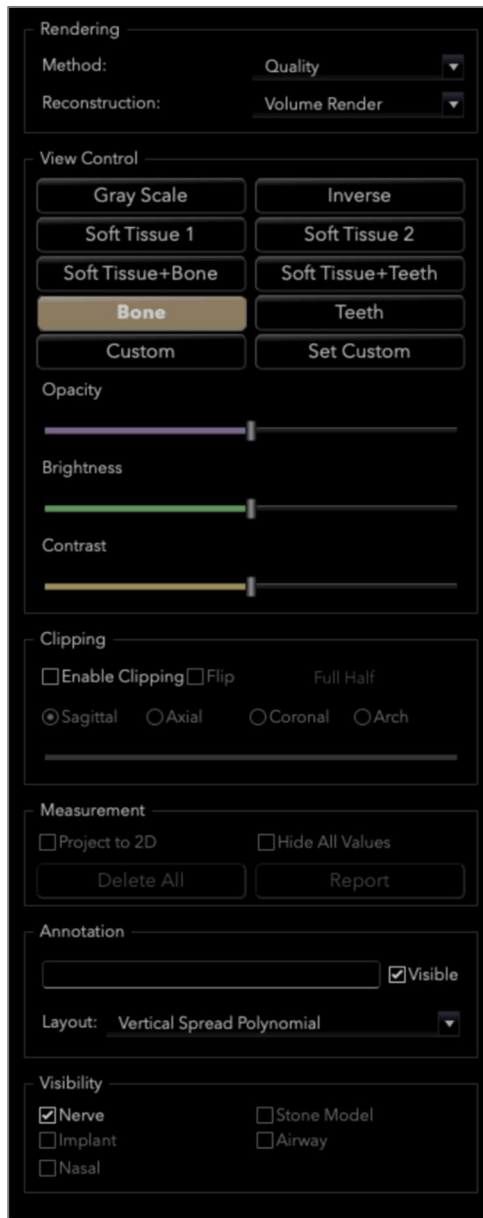 Rendering
Method: Quality
Reconstruction: Volume Render
View Control
Gray Scale Inverse
Soft Tissue 1 Soft Tissue 2
Soft Tissue+Bone Soft Tissue+Teeth
Bone Teeth
Custom Set Custom
Opacity
Brightness
Contrast
Clipping
Enable Clipping Flip Full Half
Sagittal Axial Coronal Arch
Measurement
Project to 2D Hide All Values
Delete All Report
Annotation
Visible
Layout: Vertical Spread Polynomial
Visibility
Nerve Stone Model
Implant Airway
Nasal